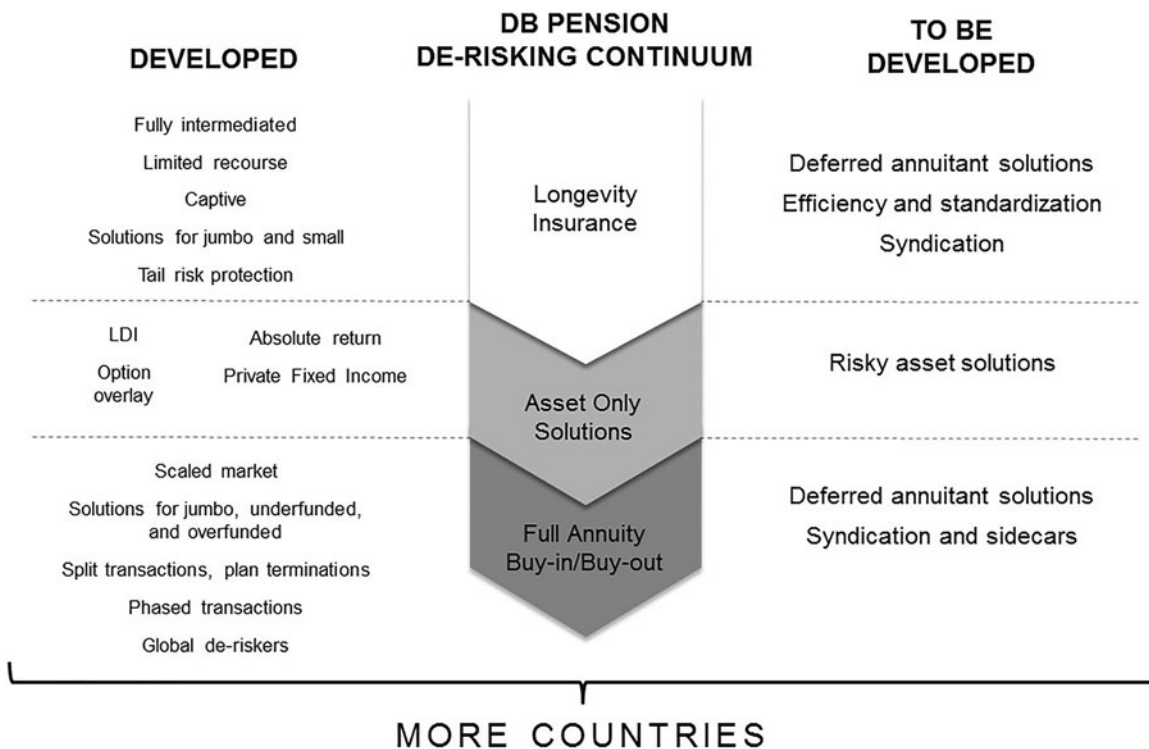 DEVELOPED
DB PENSION
DE-RISKING CONTINUUM
TO BE
DEVELOPED
Fully intermediated
Limited recourse
Captive
Solutions for jumbo and small
Tail risk protection
Longevity
Insurance
Deferred annuitant solutions
Efficiency and standardization
Syndication
LDI
Absolute return
Option
overlay
Private Fixed Income
Asset Only
Solutions
Risky asset solutions
Scaled market
Solutions for jumbo, underfunded,
and overfunded
Split transactions, plan terminations
Phased transactions
Global de-riskers
Full Annuity
Buy-in/Buy-out
Deferred annuitant solutions
Syndication and sidecars
MORE COUNTRIES